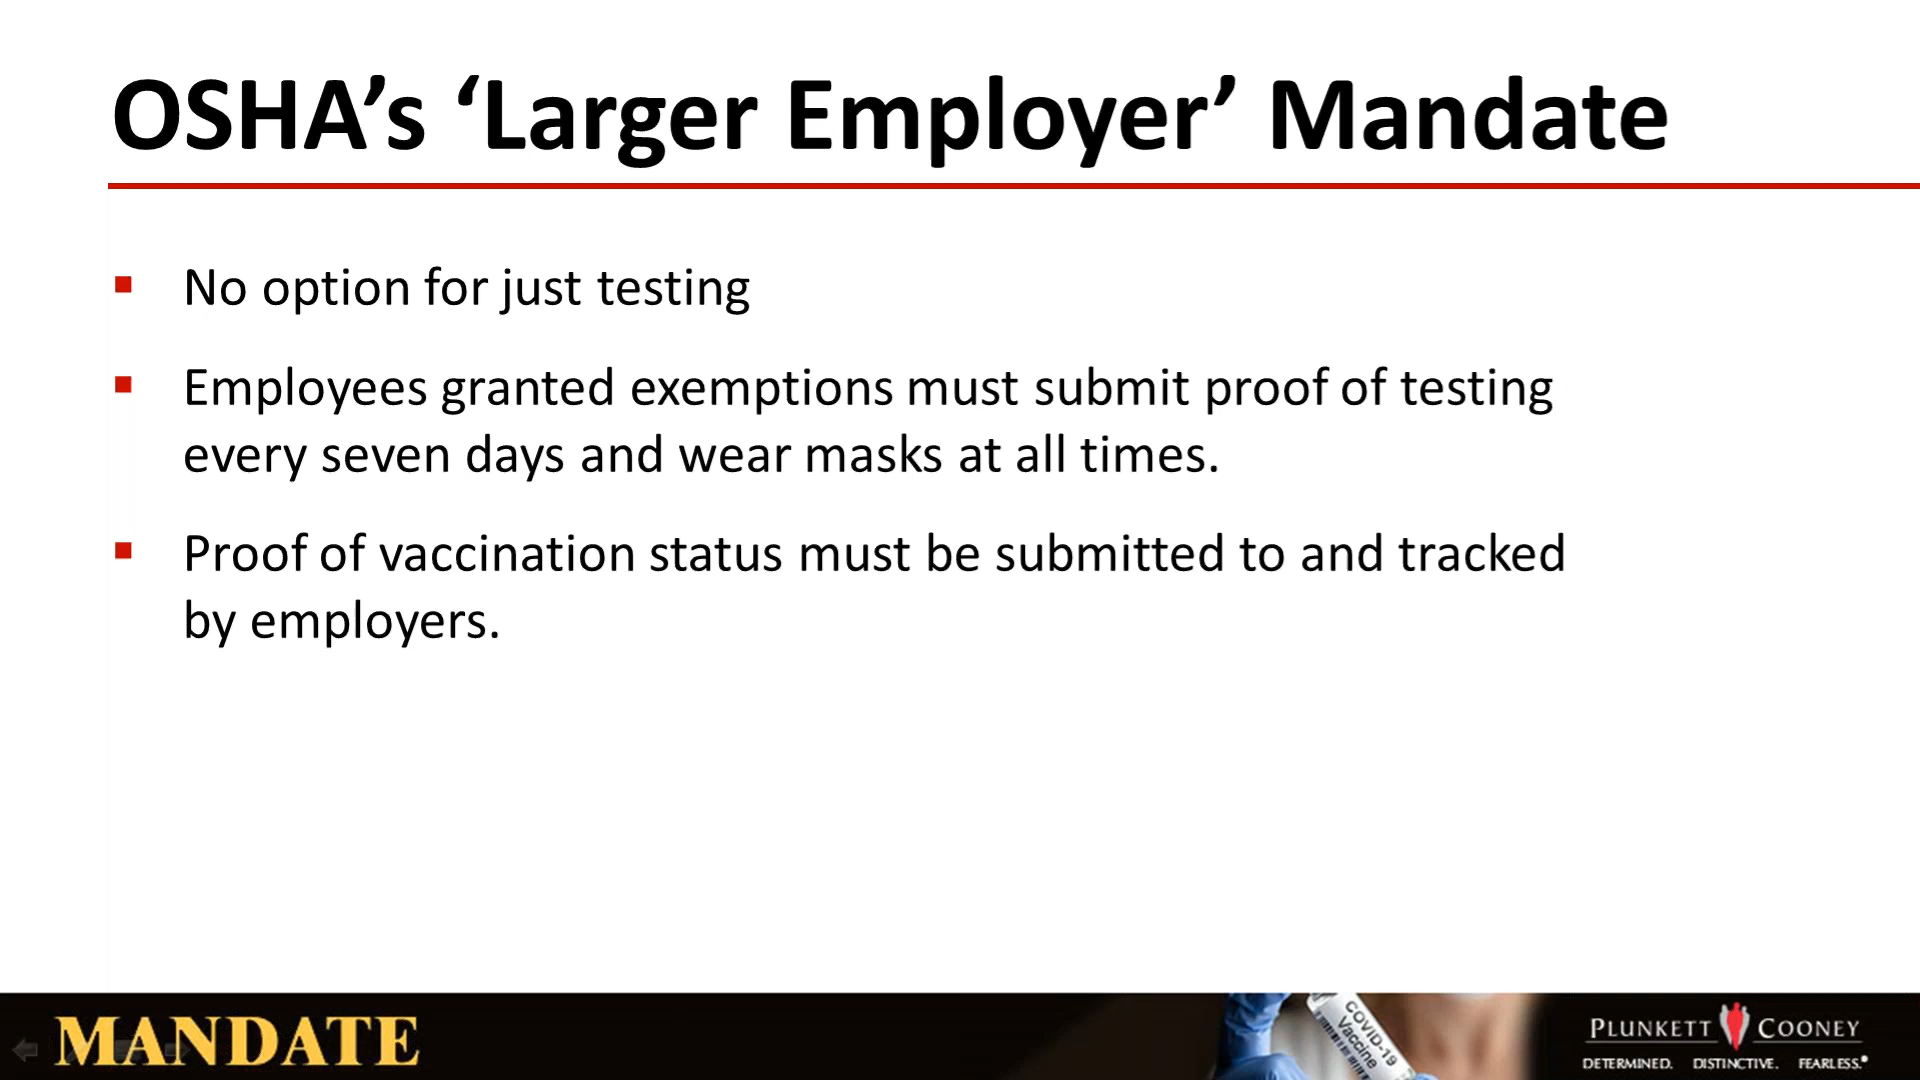 OSHA’s ‘Larger Employer’ Mandate
No option for just testing
Employees granted exemptions must submit proof of testing
every seven days and wear masks at all times.
Proof of vaccination status must be submitted to and tracked
by employers.
MANDATE
COVID-19
Vaccine
PLUNKETT COONEY
DETERMINED. DISTINCTIVE. FEARLESS.®